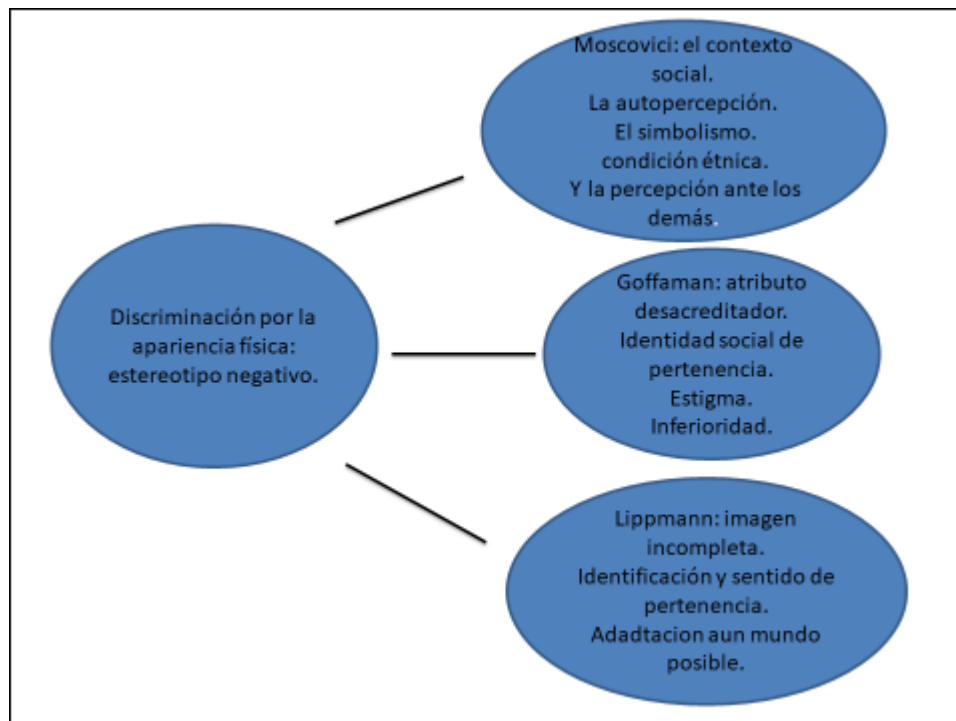 Discriminación por la
apariencia física:
estereotipo negativo.
Moscovici: el contexto
social.
La autopercepción.
El simbolismo.
condición étnica.
Y la percepción ante los
demás.
Goffaman: atributo
desacreditador.
Identidad social de
pertenencia.
Estigma.
Inferioridad.
Lippmann: imagen
incompleta.
Identificación y sentido de
pertenencia.
Adadtacion aun mundo
posible.